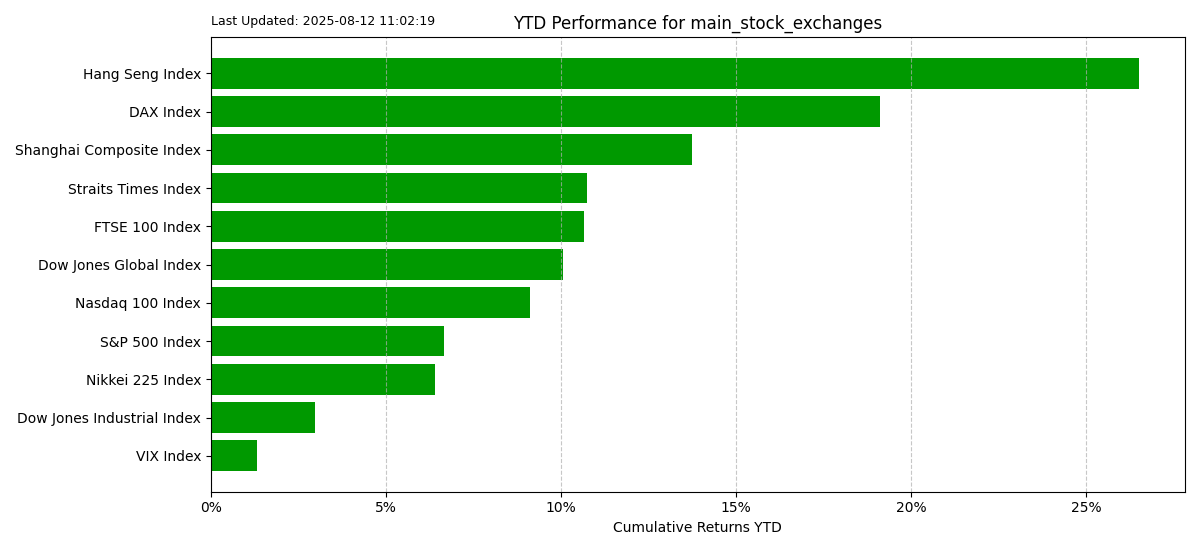 Last Updated: 2025-08-12 11:02:19
YTD Performance for main_stock_exchanges
Hang Seng Index
DAX Index
Shanghai Composite Index
Straits Times Index
FTSE 100 Index
Dow Jones Global Index
Nasdaq 100 Index
S&P 500 Index
Nikkei 225 Index
Dow Jones Industrial Index
VIX Index
0% 5% 10% 15% 20% 25%
Cumulative Returns YTD